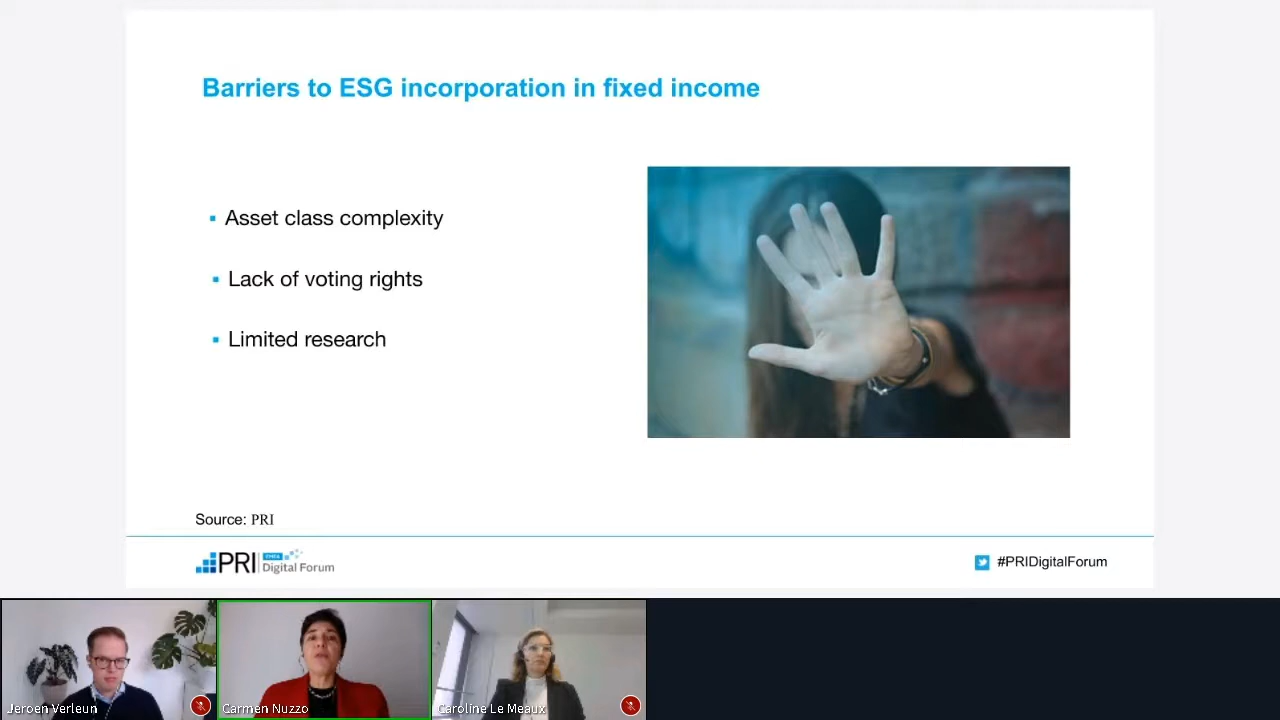 Barriers to ESG incorporation in fixed income
Asset class complexity
Lack of voting rights
Limited research
Source: PRI
PRI EMEA
Digital Forum
#PRIDigitalForum
Jeroen Verleun
Carmen Nuzzo
Caroline Le Meaux